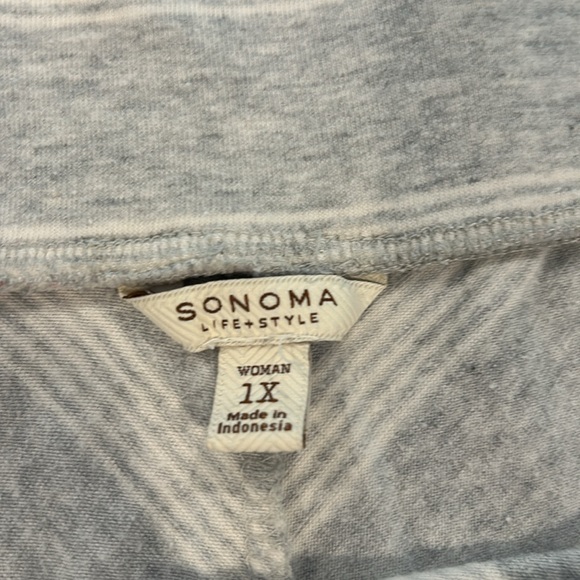 SONOMA
LIFE+STYLE
WOMAN
1X
Made in
Indonesia